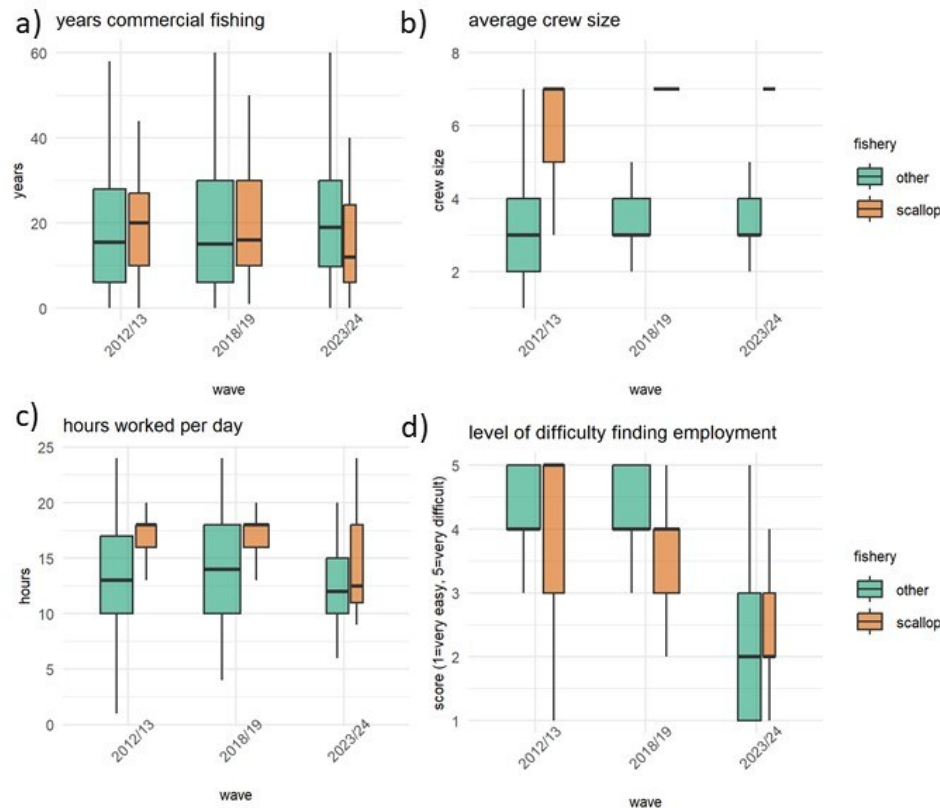 a) years commercial fishing
60
40
20
0
years
2012/13
2018/19
2023/24
wave
b) average crew size
8
6
4
2
crew size
2012/13
2018/19
2023/24
wave
fishery
other
scallop
c) hours worked per day
25
20
15
10
5
0
hours
2012/13
2018/19
2023/24
wave
d) level of difficulty finding employment
5
4
3
2
1
score (1=very easy, 5=very difficult)
2012/13
2018/19
2023/24
wave
fishery
other
scallop